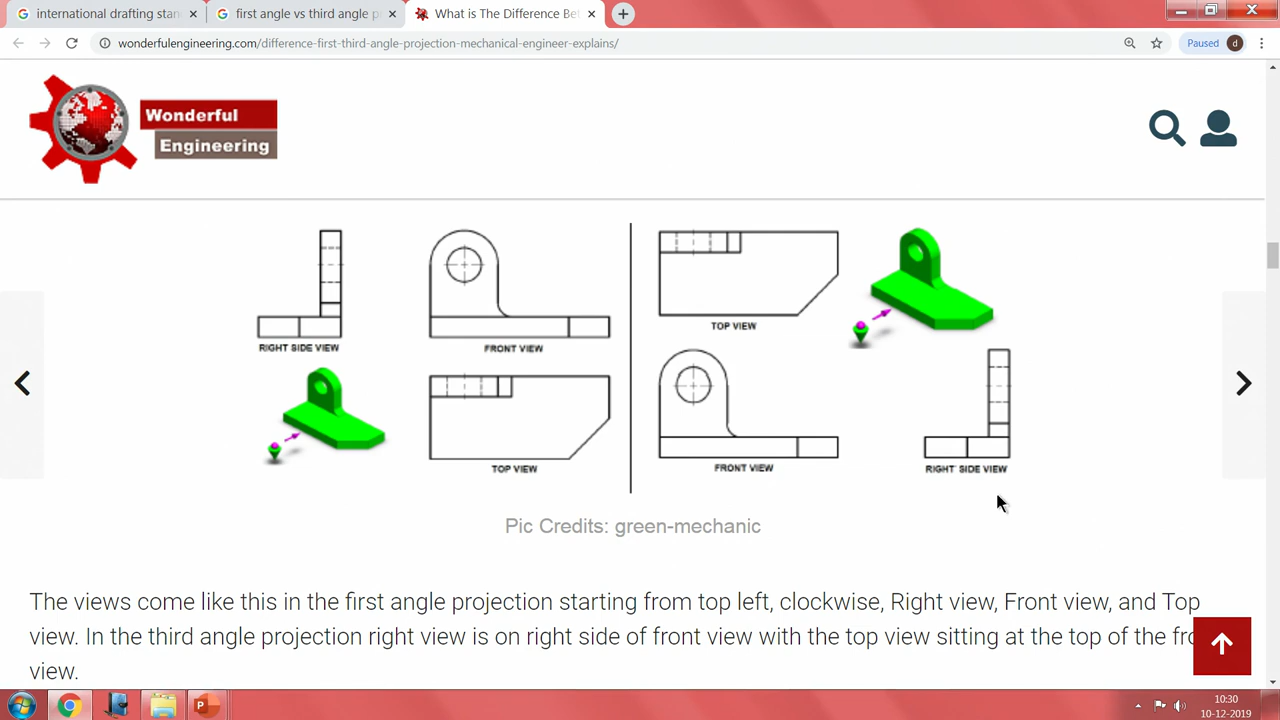 international drafting stan
first angle vs third angle p
What is The Difference Be
wonderfulengineering.com/difference-first-third-angle-projection-mechanical-engineer-explains/
Paused
d
Wonderful
Engineering
TOP VIEW
RIGHT SIDE VIEW
FRONT VIEW
TOP VIEW
FRONT VIEW
RIGHT SIDE VIEW
Pic Credits: green-mechanic
The views come like this in the first angle projection starting from top left, clockwise, Right view, Front view, and Top
view. In the third angle projection right view is on right side of front view with the top view sitting at the top of the fro
view.
10:30
10-12-2019